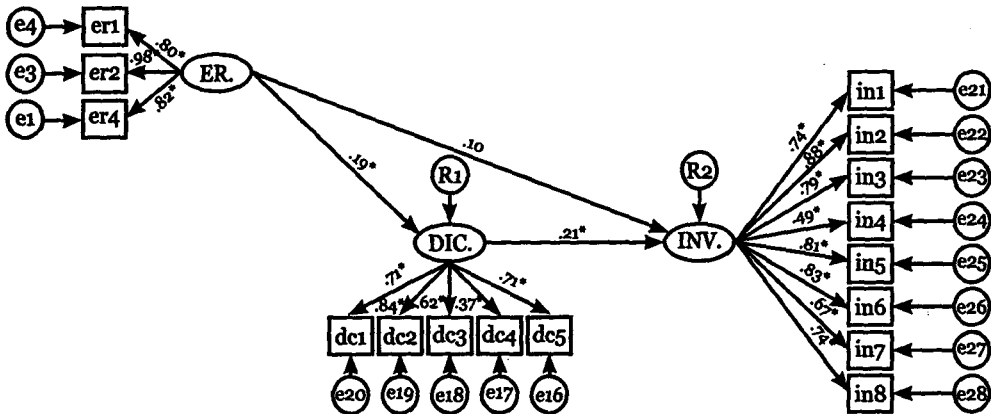 e4
er1
.80*
e3
er2
.98*
ER.
e1
er4
.82*
.19*
.10
R1
R2
DIC.
.21*
INV.
.71*
.84*
.62*
.37*
.71*
dc1
dc2
dc3
dc4
dc5
e20
e19
e18
e17
e16
.74*
.88*
.79*
.49*
.81*
.83*
.67*
.74*
in1
e21
in2
e22
in3
e23
in4
e24
in5
e25
in6
e26
in7
e27
in8
e28